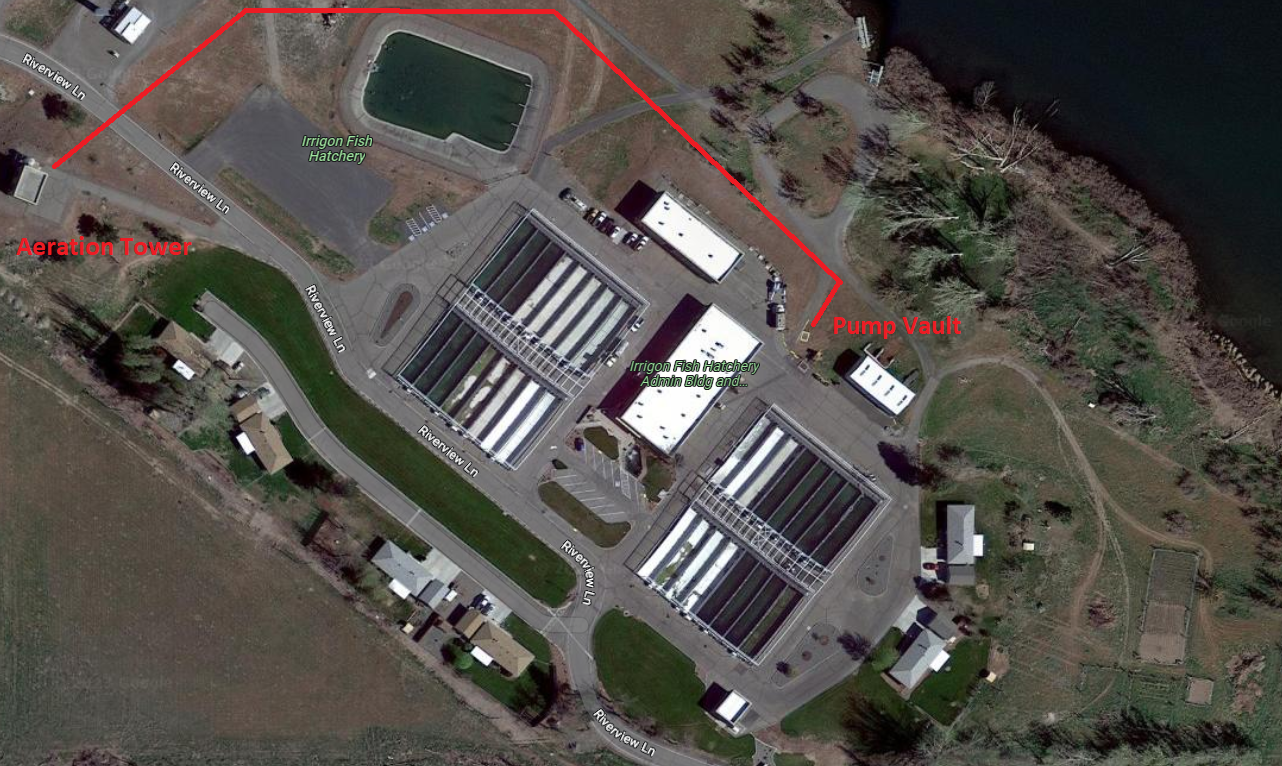 Riverview Ln
Irrigon Fish
Hatchery
Riverview Ln
Aeration Tower
Riverview Ln
Pump Vault
Irrigon Fish Hatchery
Admin Bldg and...
Riverview Ln
Riverview Ln
Riverview Ln